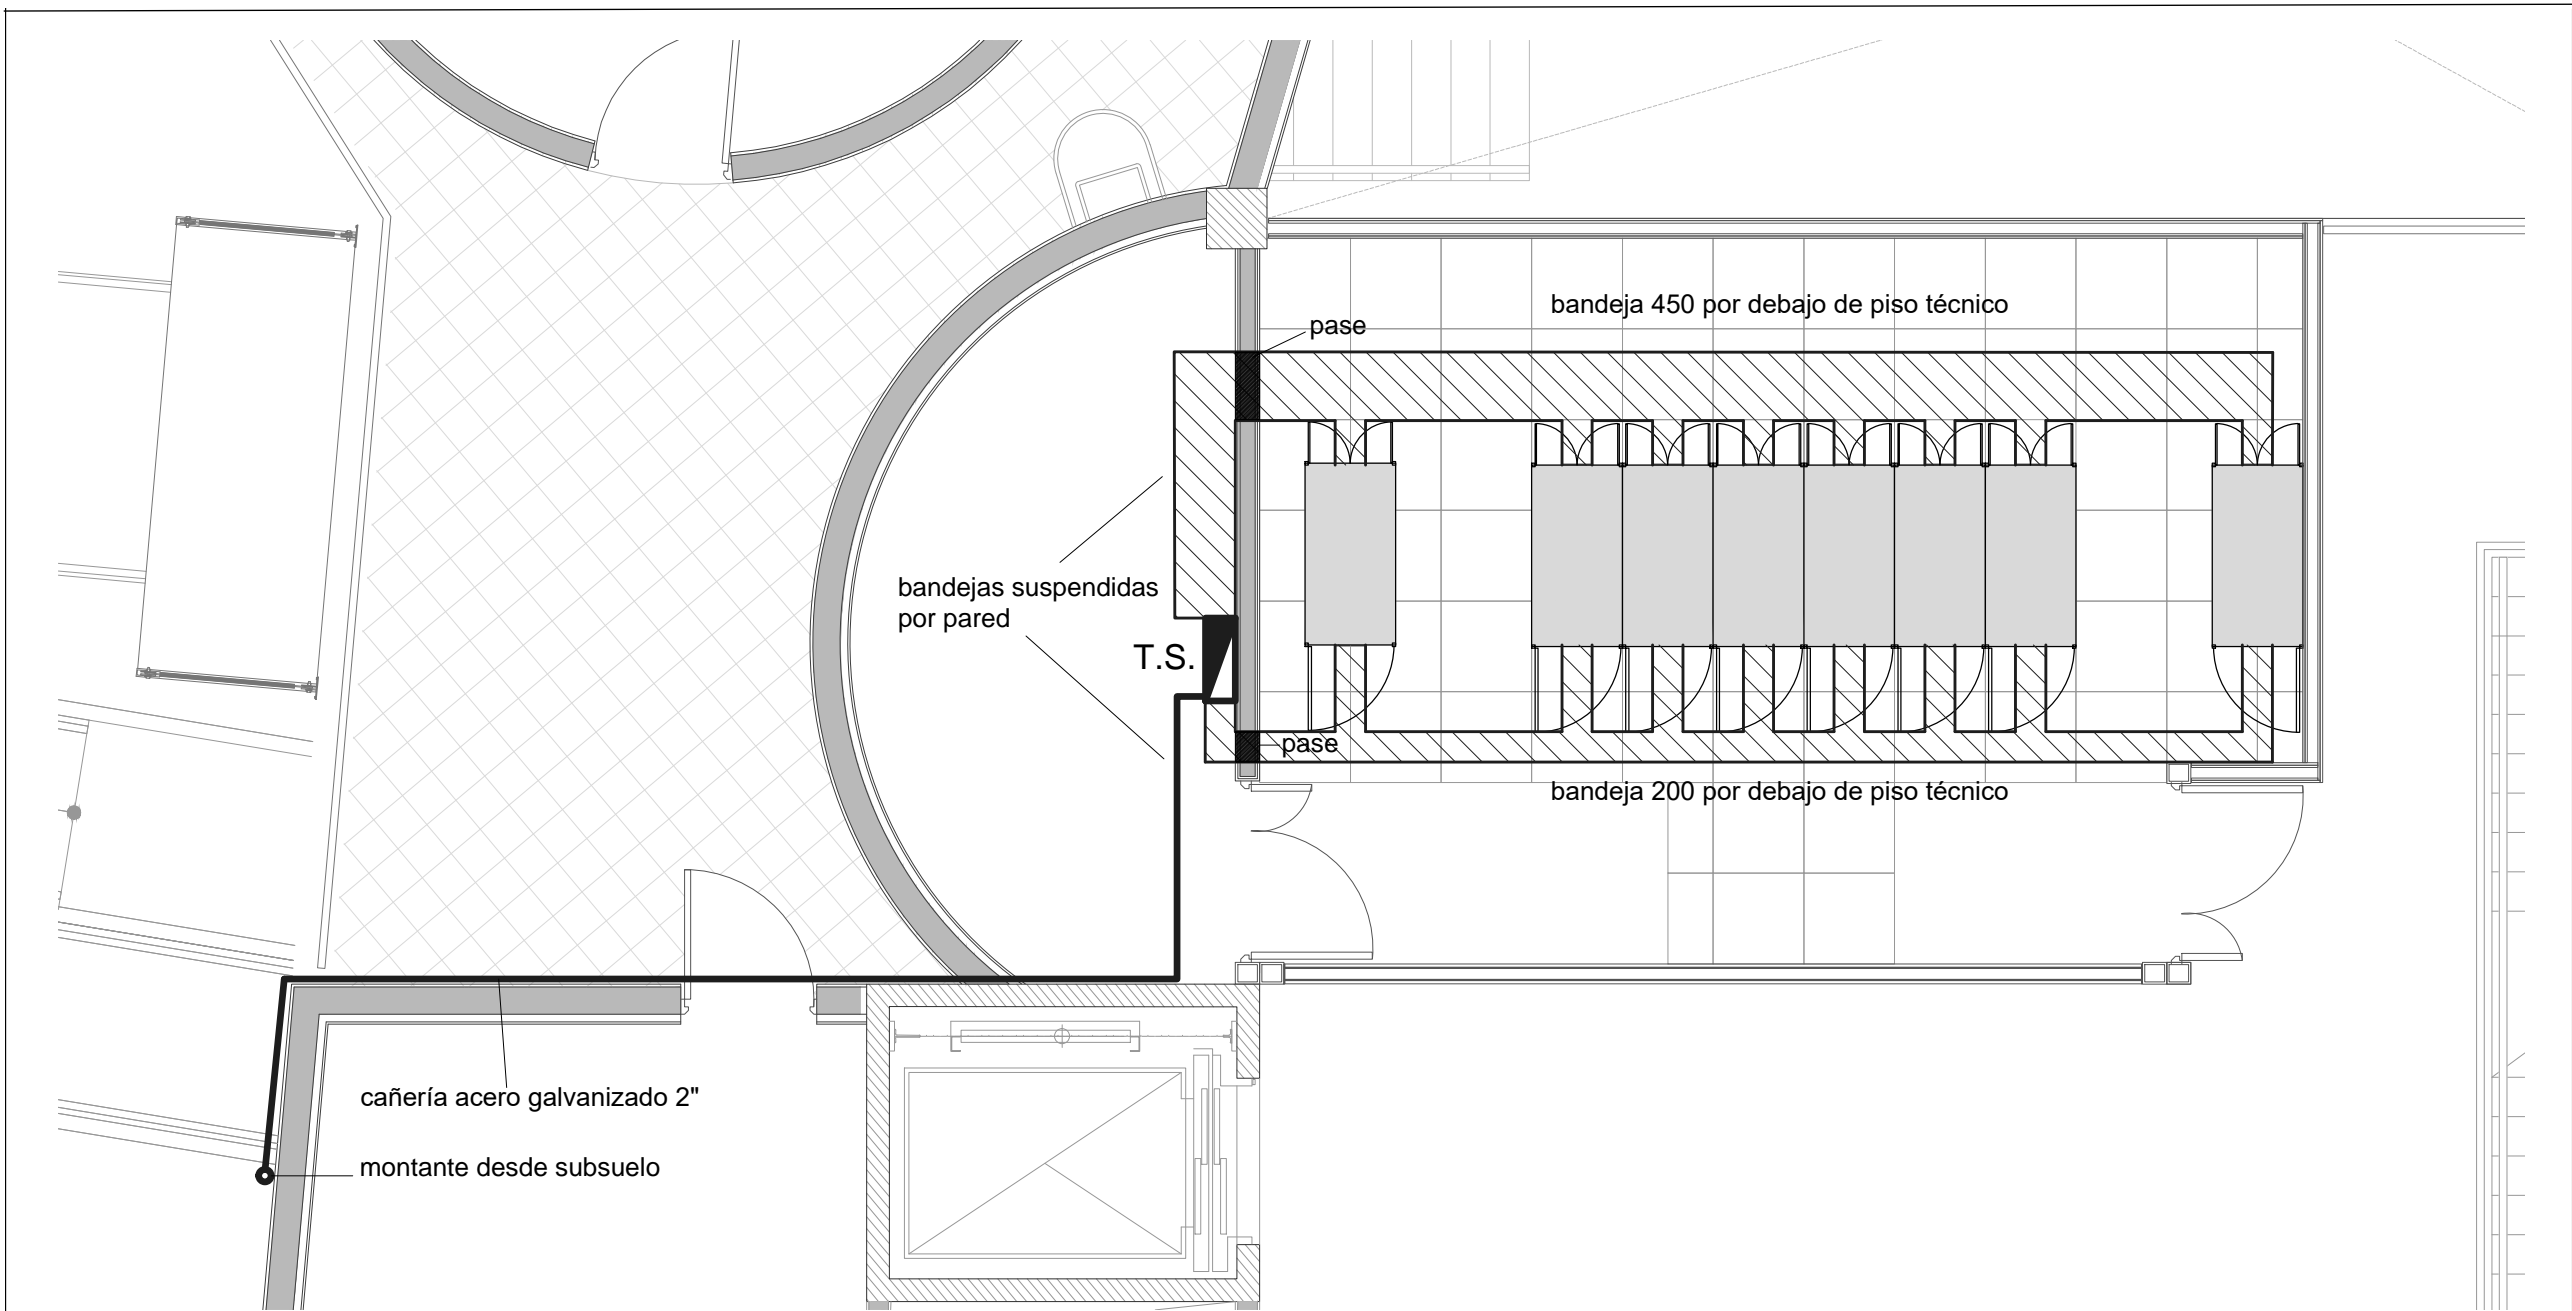 bandeja 450 por debajo de piso técnico
pase
bandejas suspendidas
por pared
T.S.
pase
bandeja 200 por debajo de piso técnico
cañería acero galvanizado 2"
montante desde subsuelo